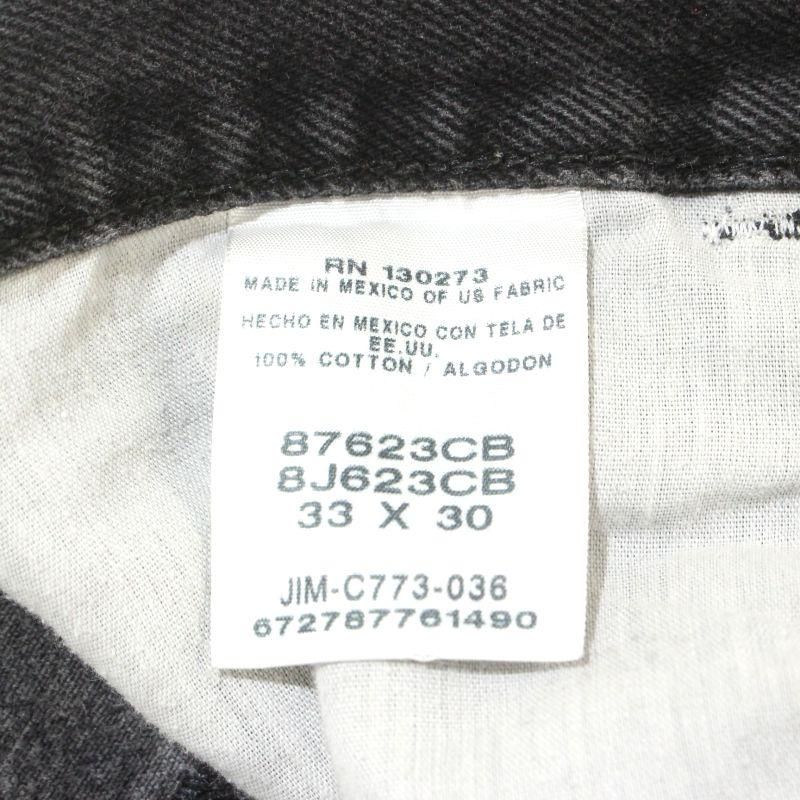 RN 130273
MADE IN MEXICO OF US FABRIC
HECHO EN MEXICO CON TELA DE
EE.UU.
100% COTTON / ALGODON
87623CB
8J623CB
33 X 30
JIM-C773-036
672787761490